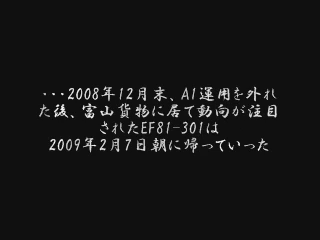 ・・・2008年12月末、A1運用を外れ
た後、富山貨物に居て動向が注目
されたEF81-301は
2009年2月7日朝に帰っていった